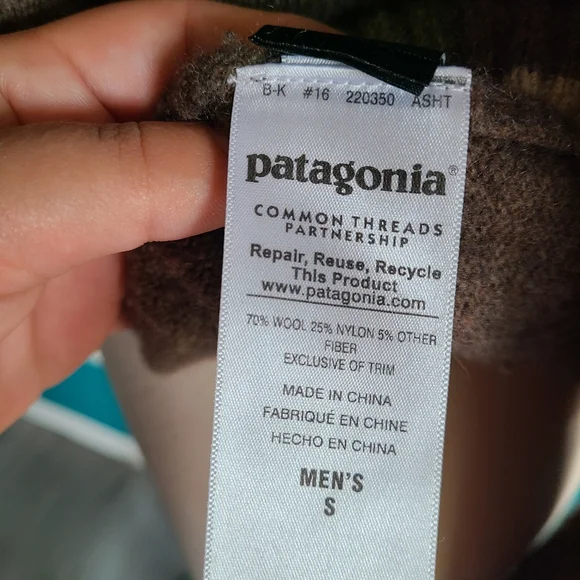 B-K #16 220350 ASHT
patagonia®
COMMON THREADS
PARTNERSHIP
Repair, Reuse, Recycle
This Product
www.patagonia.com
70% WOOL 25% NYLON 5% OTHER
FIBER
EXCLUSIVE OF TRIM
MADE IN CHINA
FABRIQUÉ EN CHINE
HECHO EN CHINA
MEN'S
S